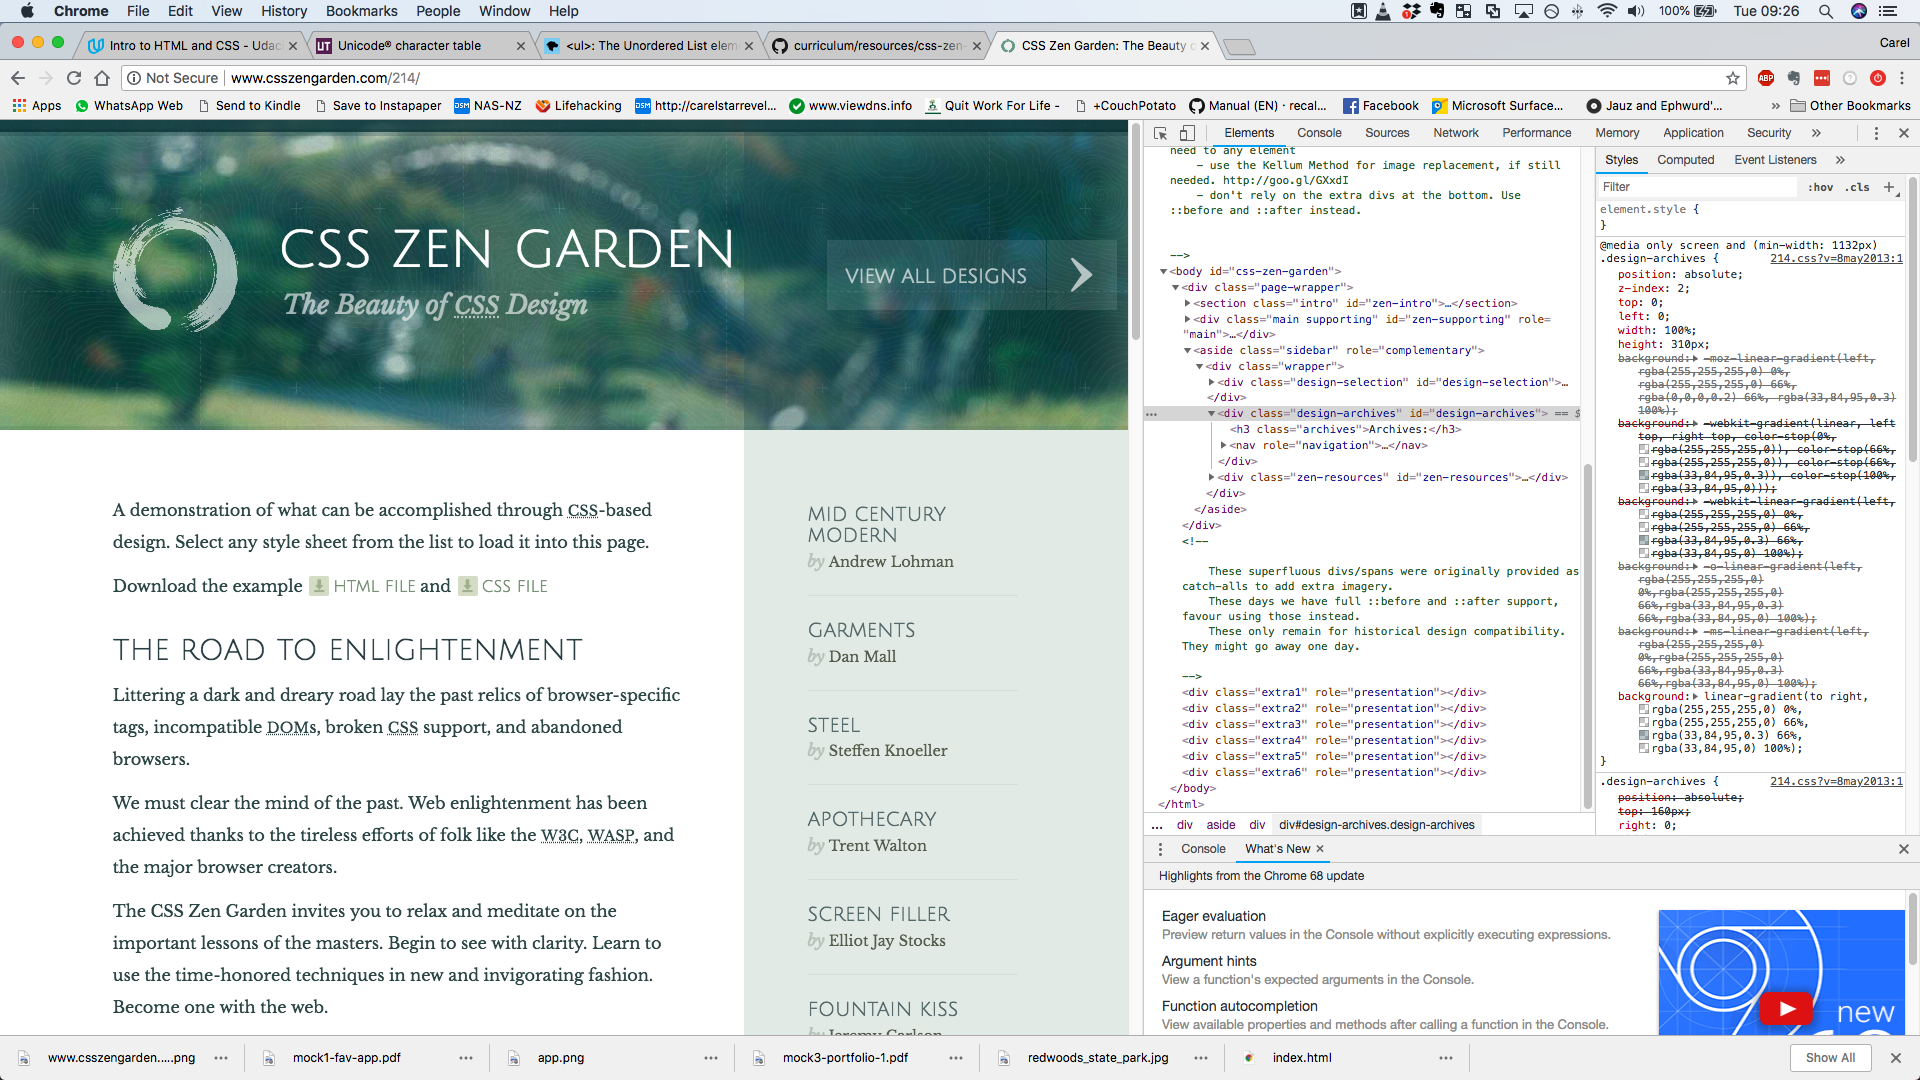 Chrome File Edit View History Bookmarks People Window Help 100% Tue 09:26
Intro to HTML and CSS - Udac Unicode® character table <ul>: The Unordered List elem curriculum/resources/css-zen- CSS Zen Garden: The Beauty o Carel
Not Secure www.csszengarden.com/214/ ABP
Apps WhatsApp Web Send to Kindle Save to Instapaper DSM NAS-NZ Lifehacking DSM http://carelstarrevel... www.viewdns.info Quit Work For Life - +CouchPotato Manual (EN) · recal... Facebook Microsoft Surface... Jauz and Ephwurd'... » Other Bookmarks
CSS ZEN GARDEN
The Beauty of CSS Design
VIEW ALL DESIGNS
A demonstration of what can be accomplished through CSS-based
design. Select any style sheet from the list to load it into this page.
Download the example HTML FILE and CSS FILE
THE ROAD TO ENLIGHTENMENT
Littering a dark and dreary road lay the past relics of browser-specific
tags, incompatible DOMs, broken CSS support, and abandoned
browsers.
We must clear the mind of the past. Web enlightenment has been
achieved thanks to the tireless efforts of folk like the W3C, WASP, and
the major browser creators.
The CSS Zen Garden invites you to relax and meditate on the
important lessons of the masters. Begin to see with clarity. Learn to
use the time-honored techniques in new and invigorating fashion.
Become one with the web.
MID CENTURY
MODERN
by Andrew Lohman
GARMENTS
by Dan Mall
STEEL
by Steffen Knoeller
APOTHECARY
by Trent Walton
SCREEN FILLER
by Elliot Jay Stocks
FOUNTAIN KISS
by Jeremy Carlson
Elements Console Sources Network Performance Memory Application Security »
need to any element
- use the Kellum Method for image replacement, if still
needed. http://goo.gl/GXxdI
- don't rely on the extra divs at the bottom. Use
::before and ::after instead.
-->
<body id="css-zen-garden">
<div class="page-wrapper">
<section class="intro" id="zen-intro">…</section>
<div class="main supporting" id="zen-supporting" role=
"main">…</div>
<aside class="sidebar" role="complementary">
<div class="wrapper">
<div class="design-selection" id="design-selection">…
</div>
… <div class="design-archives" id="design-archives"> == $
<h3 class="archives">Archives:</h3>
<nav role="navigation">…</nav>
</div>
<div class="zen-resources" id="zen-resources">…</div>
</div>
</aside>
</div>
<!--
These superfluous divs/spans were originally provided as
catch-alls to add extra imagery.
These days we have full ::before and ::after support,
favour using those instead.
These only remain for historical design compatibility.
They might go away one day.
-->
<div class="extra1" role="presentation"></div>
<div class="extra2" role="presentation"></div>
<div class="extra3" role="presentation"></div>
<div class="extra4" role="presentation"></div>
<div class="extra5" role="presentation"></div>
<div class="extra6" role="presentation"></div>
</body>
</html>
... div aside div div#design-archives.design-archives
Styles Computed Event Listeners »
Filter :hov .cls +
element.style {
}
@media only screen and (min-width: 1132px)
.design-archives { 214.css?v=8may2013:1
position: absolute;
z-index: 2;
top: 0;
left: 0;
width: 100%;
height: 310px;
background: -moz-linear-gradient(left,
rgba(255,255,255,0) 0%,
rgba(255,255,255,0) 66%,
rgba(0,0,0,0.2) 66%, rgba(33,84,95,0.3)
100%);
background: -webkit-gradient(linear, left
top, right top, color-stop(0%,
rgba(255,255,255,0)), color-stop(66%,
rgba(255,255,255,0)), color-stop(66%,
rgba(33,84,95,0.3)), color-stop(100%,
rgba(33,84,95,0)));
background: -webkit-linear-gradient(left,
rgba(255,255,255,0) 0%,
rgba(255,255,255,0) 66%,
rgba(33,84,95,0.3) 66%,
rgba(33,84,95,0) 100%);
background: -o-linear-gradient(left,
rgba(255,255,255,0)
0%,rgba(255,255,255,0)
66%,rgba(33,84,95,0.3)
66%,rgba(33,84,95,0) 100%);
background: -ms-linear-gradient(left,
rgba(255,255,255,0)
0%,rgba(255,255,255,0)
66%,rgba(33,84,95,0.3)
66%,rgba(33,84,95,0) 100%);
background: linear-gradient(to right,
rgba(255,255,255,0) 0%,
rgba(255,255,255,0) 66%,
rgba(33,84,95,0.3) 66%,
rgba(33,84,95,0) 100%);
}
.design-archives { 214.css?v=8may2013:1
position: absolute;
top: 160px;
right: 0;
Console What's New ×
Highlights from the Chrome 68 update
Eager evaluation
Preview return values in the Console without explicitly executing expressions.
Argument hints
View a function's expected arguments in the Console.
Function autocompletion
View available properties and methods after calling a function in the Console.
new
www.csszengarden.....png mock1-fav-app.pdf app.png mock3-portfolio-1.pdf redwoods_state_park.jpg index.html Show All